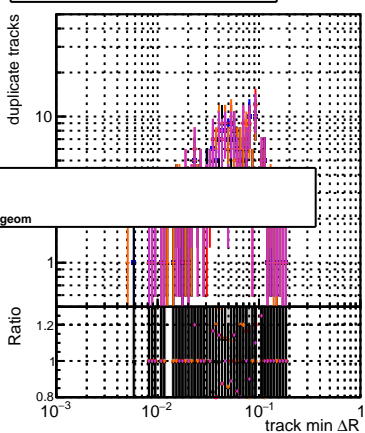 duplicate tracks
10
geom
1
Ratio
1.2
1
0.8
10⁻³ 10⁻² 10⁻¹ 1
track min ΔR